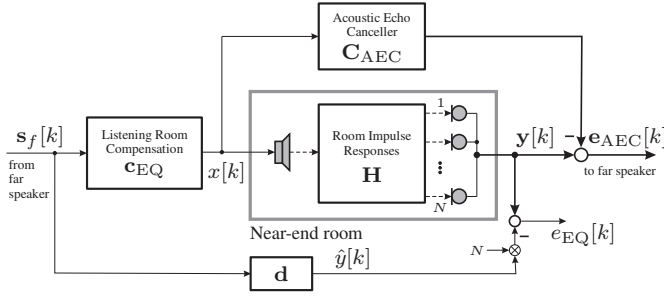 Acoustic Echo
Canceller
C_AEC
s_f[k]
from
far
speaker
Listening Room
Compensation
c_EQ
x[k]
Room Impulse
Responses
H
1
N
y[k]
e_AEC[k]
to far speaker
Near-end room
e_EQ[k]
N
d
ŷ[k]